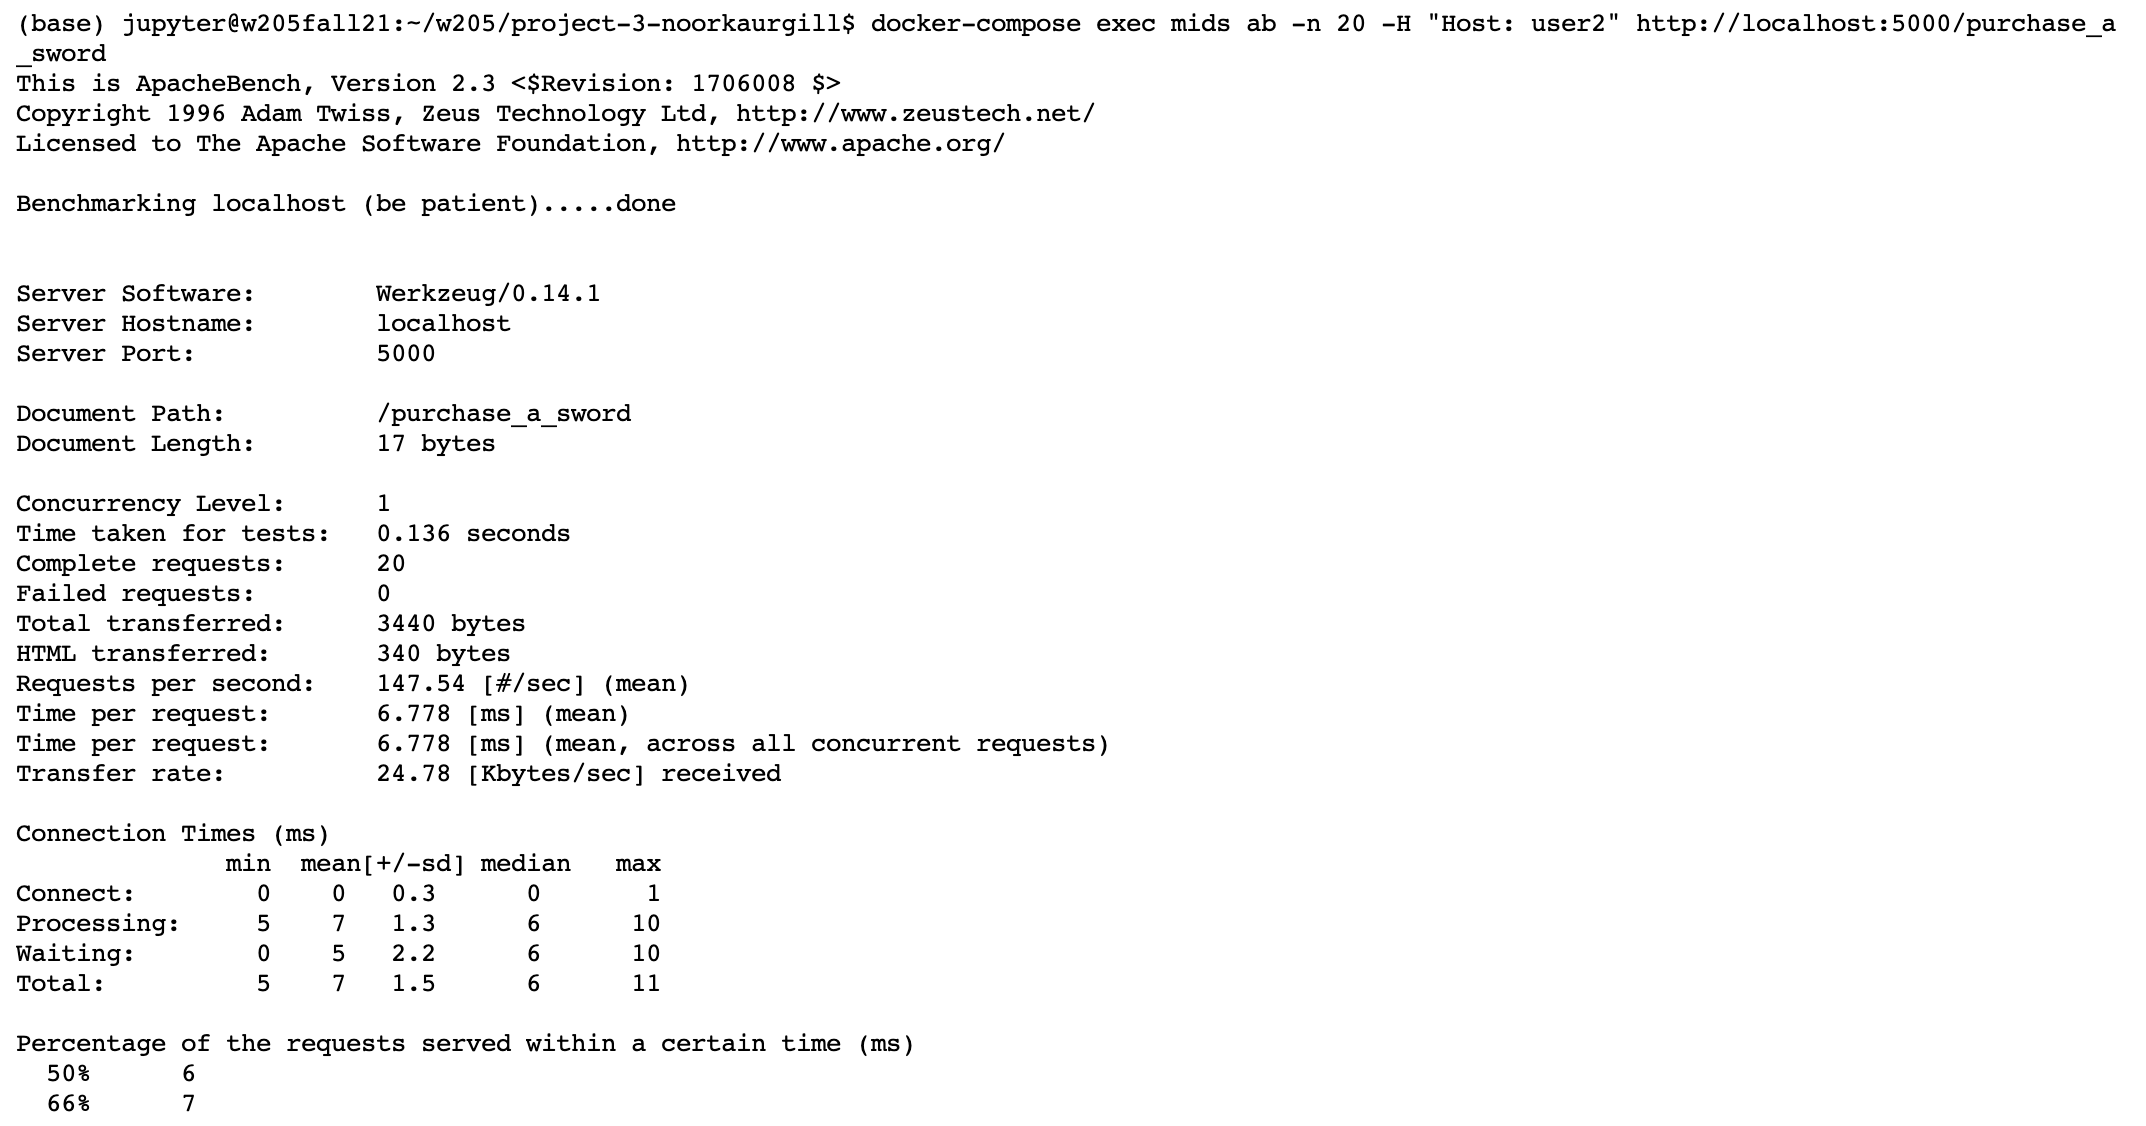 (base) jupyter@w205fall21:~/w205/project-3-noorkaurgill$ docker-compose exec mids ab -n 20 -H "Host: user2" http://localhost:5000/purchase_a
_sword
This is ApacheBench, Version 2.3 <$Revision: 1706008 $>
Copyright 1996 Adam Twiss, Zeus Technology Ltd, http://www.zeustech.net/
Licensed to The Apache Software Foundation, http://www.apache.org/

Benchmarking localhost (be patient).....done


Server Software:        Werkzeug/0.14.1
Server Hostname:        localhost
Server Port:            5000

Document Path:          /purchase_a_sword
Document Length:        17 bytes

Concurrency Level:      1
Time taken for tests:   0.136 seconds
Complete requests:      20
Failed requests:        0
Total transferred:      3440 bytes
HTML transferred:       340 bytes
Requests per second:    147.54 [#/sec] (mean)
Time per request:       6.778 [ms] (mean)
Time per request:       6.778 [ms] (mean, across all concurrent requests)
Transfer rate:          24.78 [Kbytes/sec] received

Connection Times (ms)
              min  mean[+/-sd] median   max
Connect:        0    0   0.3      0       1
Processing:     5    7   1.3      6      10
Waiting:        0    5   2.2      6      10
Total:          5    7   1.5      6      11

Percentage of the requests served within a certain time (ms)
  50%      6
  66%      7